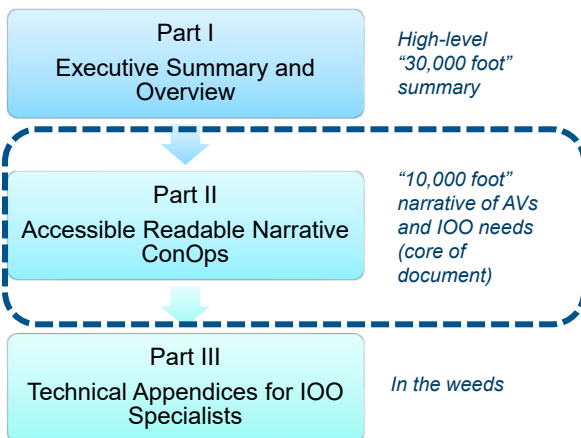 Part I
Executive Summary and
Overview
High-level
“30,000 foot”
summary
Part II
Accessible Readable Narrative
ConOps
“10,000 foot”
narrative of AVs
and IOO needs
(core of
document)
Part III
Technical Appendices for IOO
Specialists
In the weeds